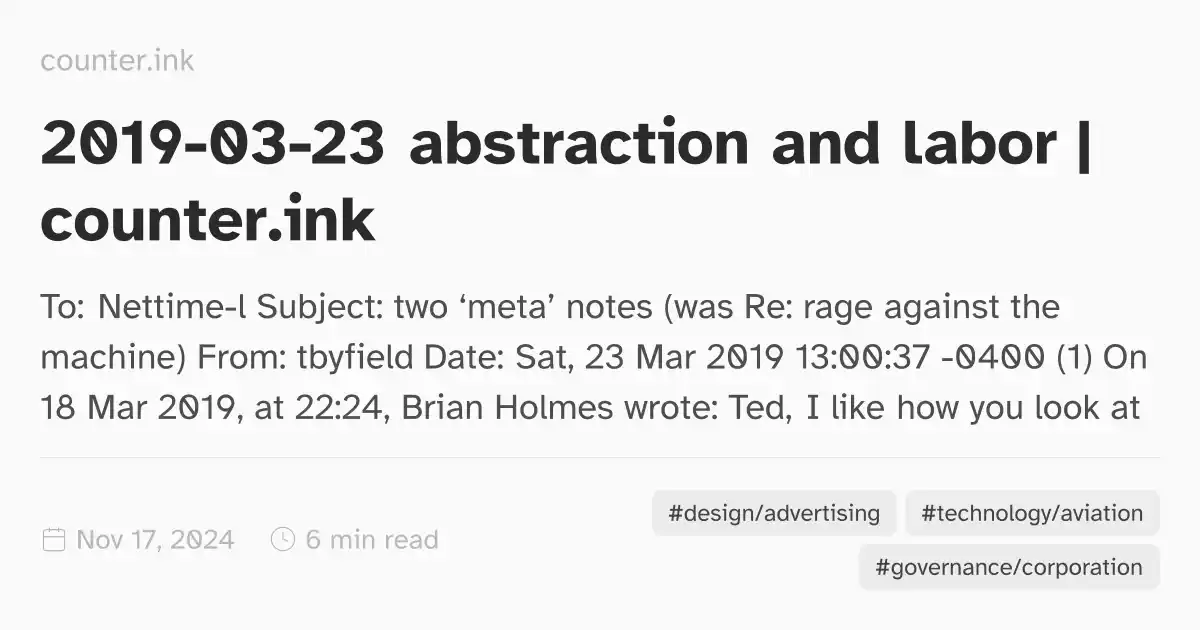 counter.ink
2019-03-23 abstraction and labor |
counter.ink
To: Nettime-l Subject: two ‘meta’ notes (was Re: rage against the
machine) From: tbyfield Date: Sat, 23 Mar 2019 13:00:37 -0400 (1) On
18 Mar 2019, at 22:24, Brian Holmes wrote: Ted, I like how you look at
#design/advertising #technology/aviation
Nov 17, 2024 6 min read
#governance/corporation